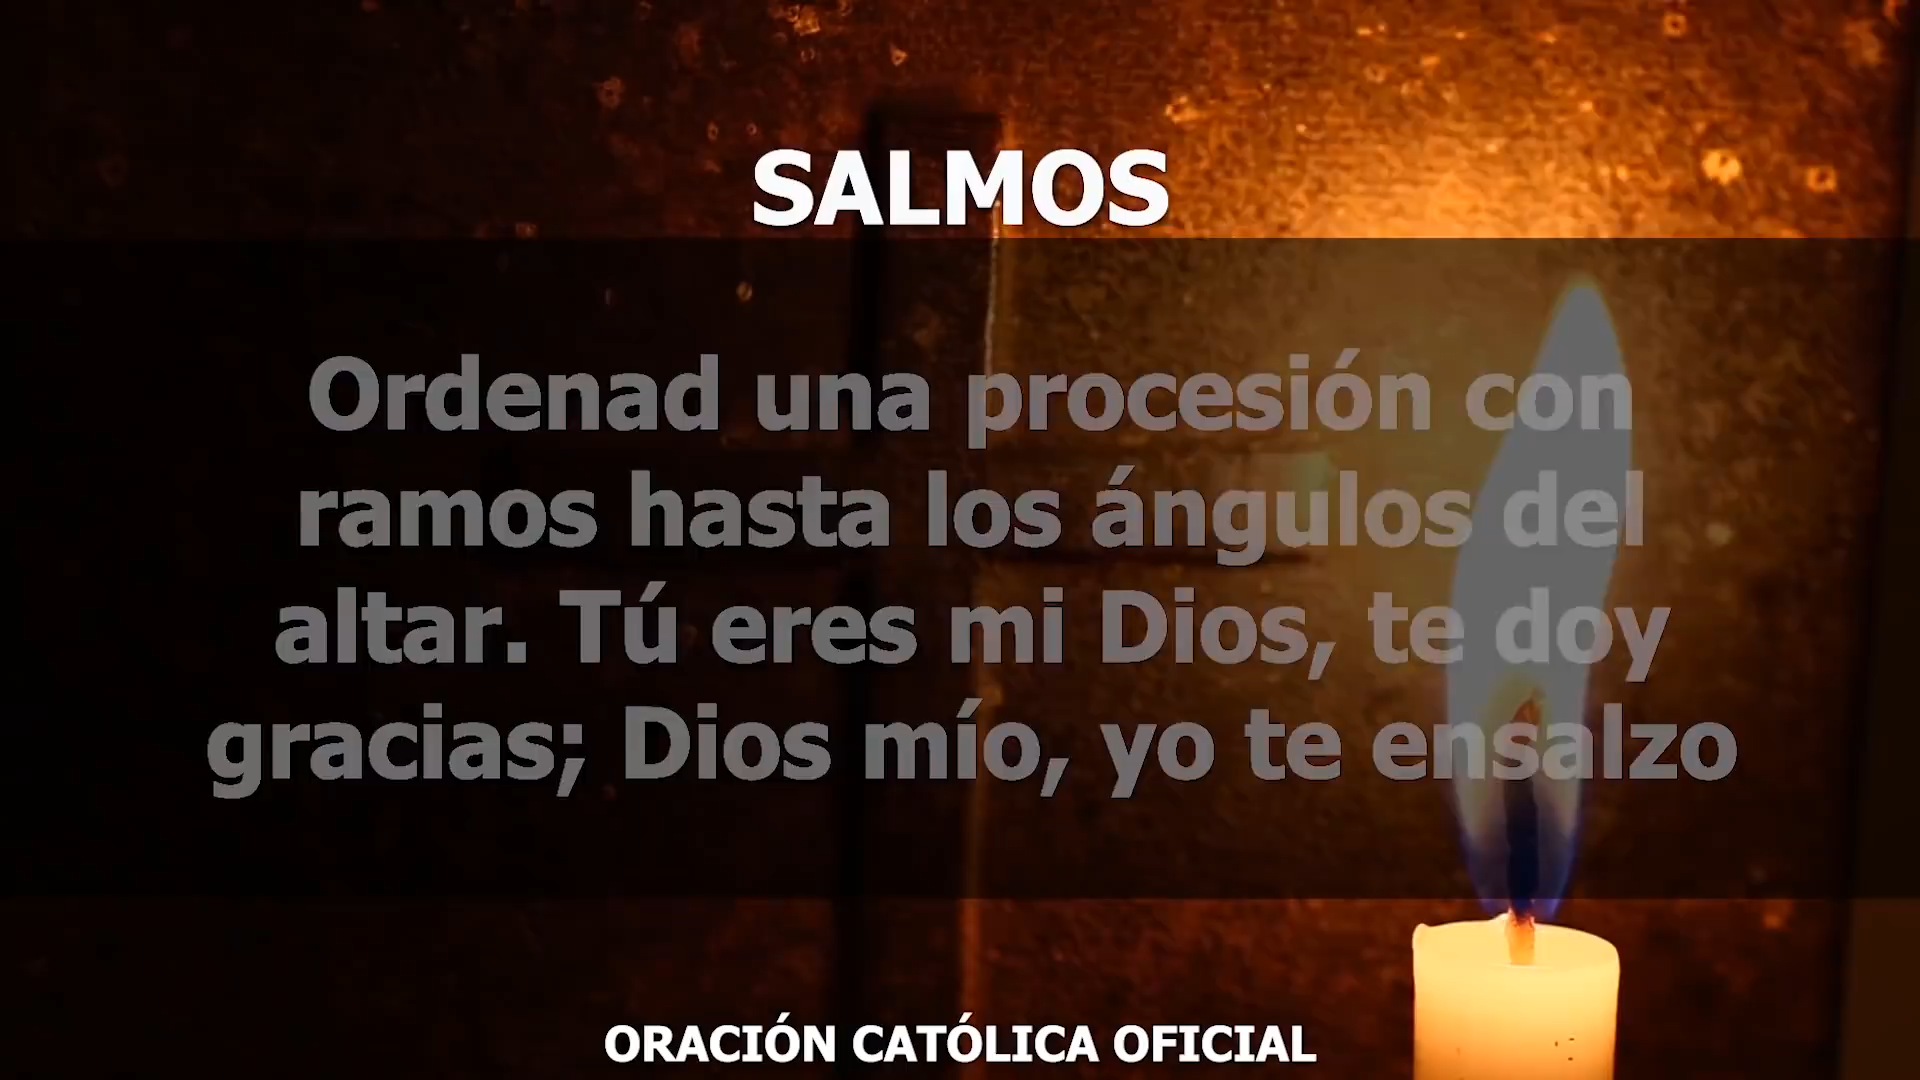 SALMOS
Ordenad una procesión con
ramos hasta los ángulos del
altar. Tú eres mi Dios, te doy
gracias; Dios mío, yo te ensalzo
ORACIÓN CATÓLICA OFICIAL